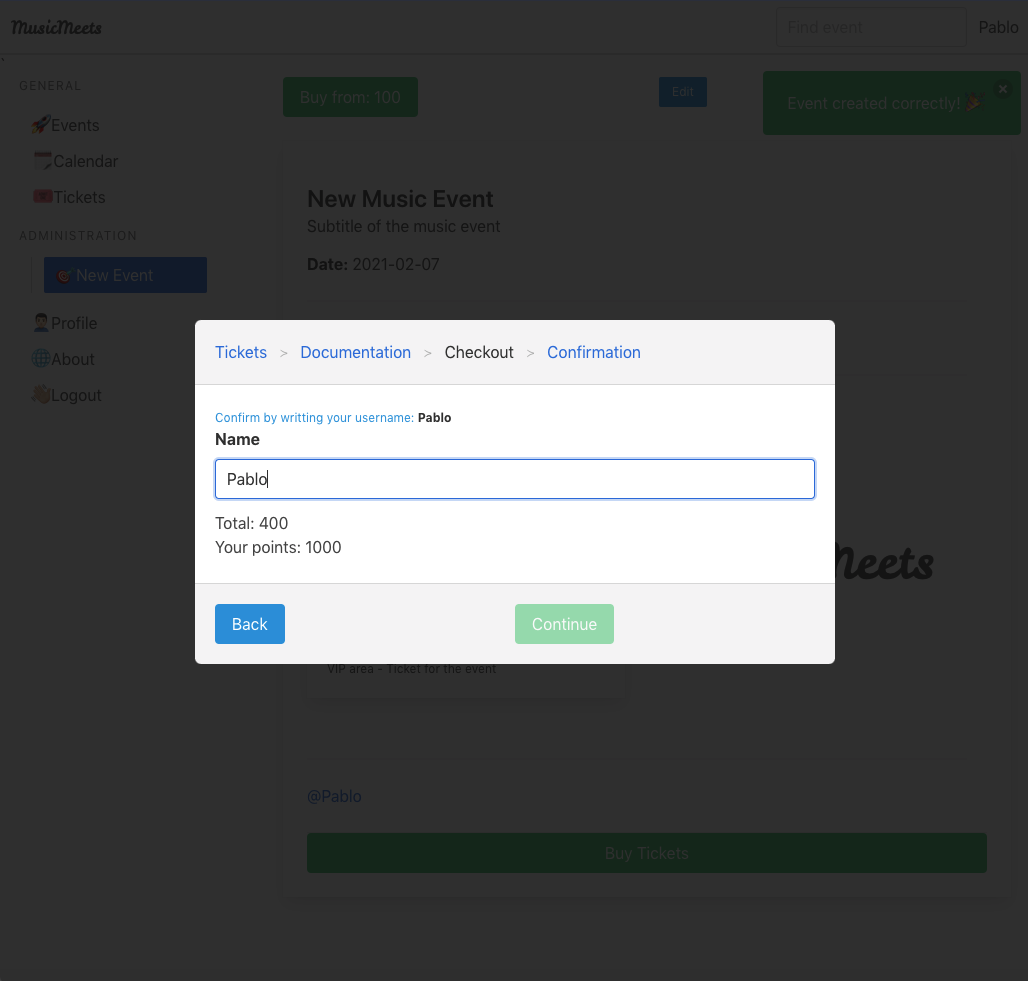 MusicMeets
Find event
Pablo
GENERAL
Events
Calendar
Tickets
ADMINISTRATION
New Event
Profile
About
Logout
Buy from: 100
Edit
Event created correctly!
New Music Event
Subtitle of the music event
Date: 2021-02-07
Tickets > Documentation > Checkout > Confirmation
Confirm by writting your username: Pablo
Name
Pablo
Total: 400
Your points: 1000
Back
Continue
VIP area - Ticket for the event
@Pablo
Buy Tickets